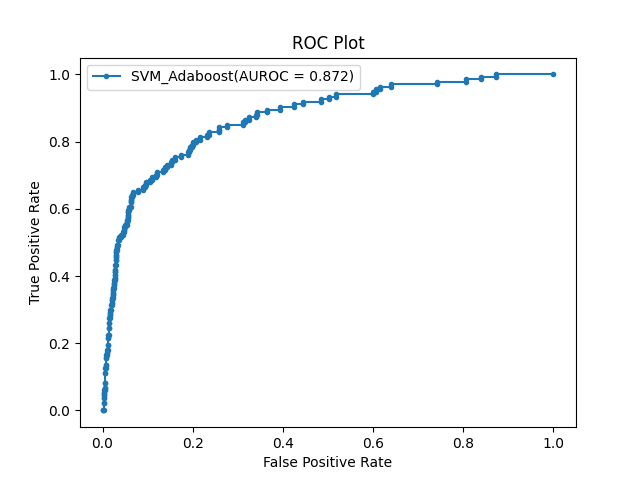 ROC Plot
SVM_Adaboost(AUROC = 0.872)
1.0
0.8
0.6
0.4
0.2
0.0
True Positive Rate
0.0 0.2 0.4 0.6 0.8 1.0
False Positive Rate